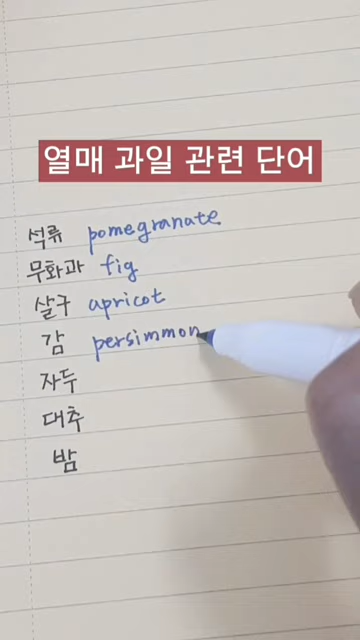 열매 과일 관련 단어
석류 pomegranate
무화과 fig
살구 apricot
감 persimmon
자두
대추
밤